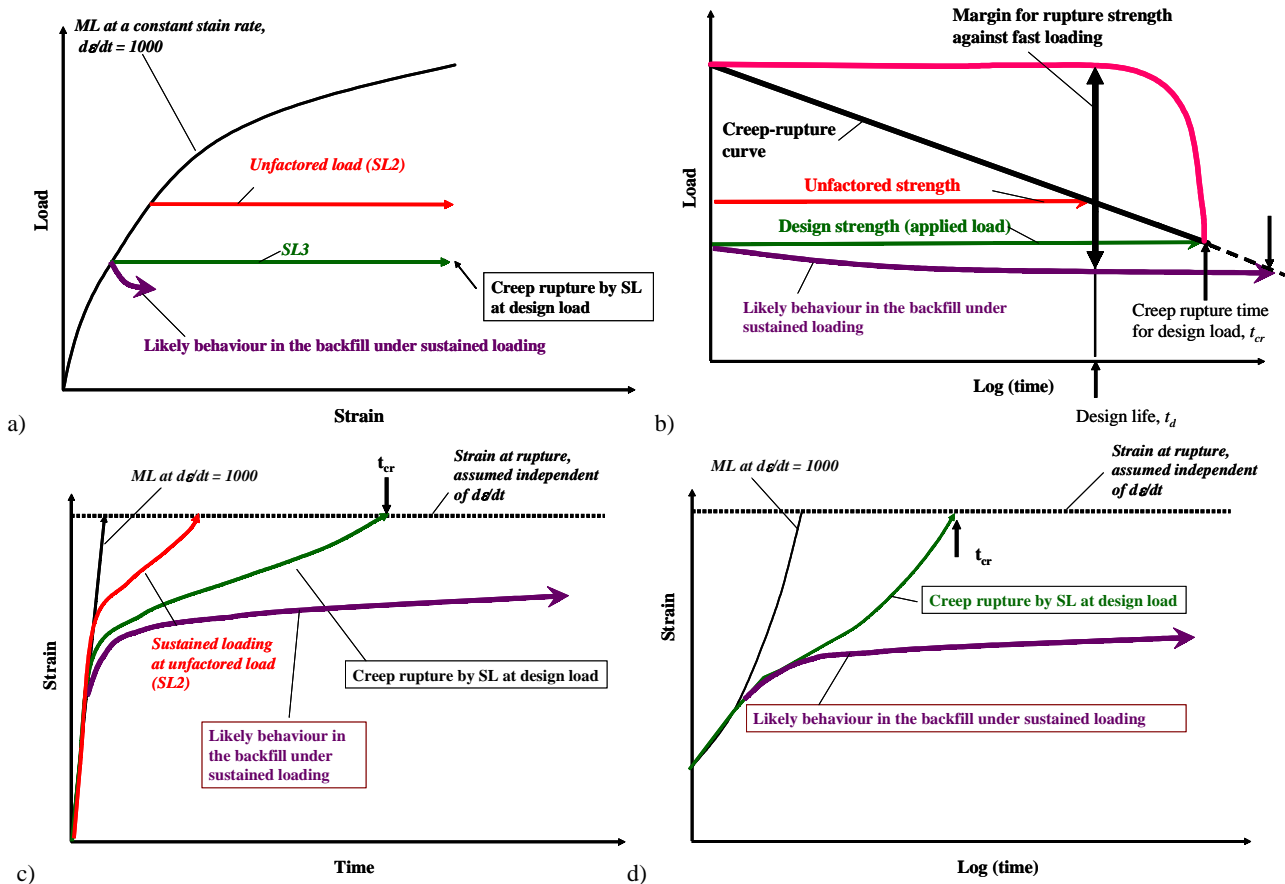 ML at a constant stain rate,
dε/dt = 1000
Unfactored load (SL2)
SL3
Creep rupture by SL
at design load
Likely behaviour in the backfill under sustained loading
Load
Strain
a)
Margin for rupture strength
against fast loading
Creep-rupture
curve
Unfactored strength
Design strength (applied load)
Likely behaviour in the backfill under
sustained loading
Creep rupture time
for design load, tcr
Load
Log (time)
Design life, td
b)
ML at dε/dt = 1000
tcr
Strain at rupture,
assumed independent
of dε/dt
Sustained loading
at unfactored load
(SL2)
Creep rupture by SL at design load
Likely behaviour in
the backfill under
sustained loading
Strain
Time
c)
ML at dε/dt = 1000
Strain at rupture,
assumed independent
of dε/dt
tcr
Creep rupture by SL at design load
Likely behaviour in the backfill under sustained loading
Strain
Log (time)
d)